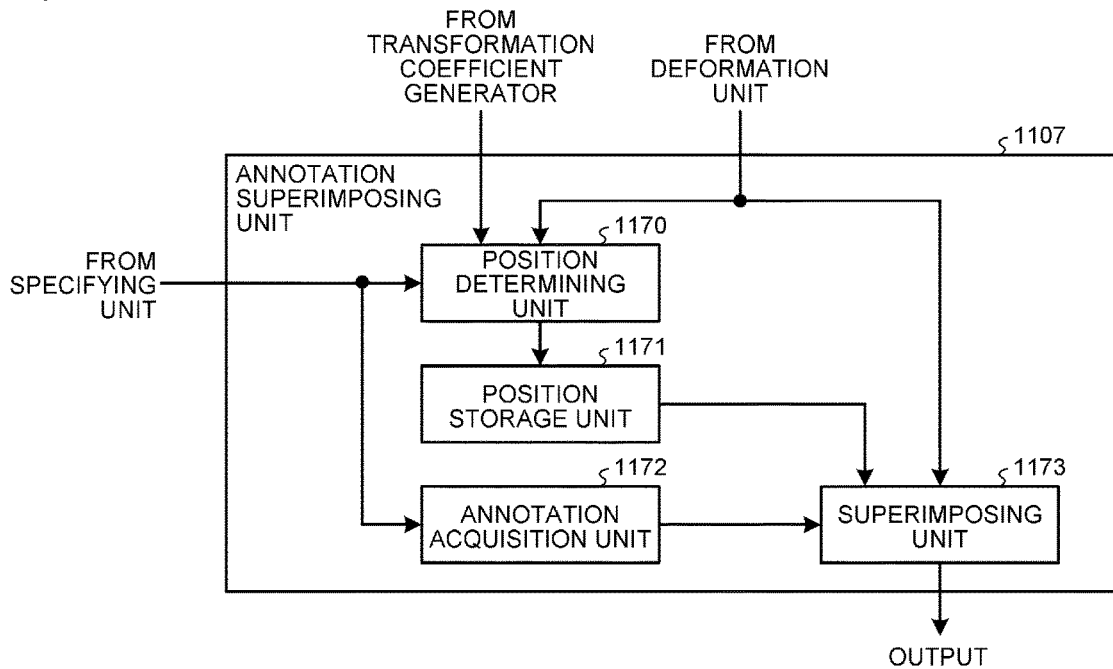 FROM
TRANSFORMATION
COEFFICIENT
GENERATOR
FROM
DEFORMATION
UNIT
1107
ANNOTATION
SUPERIMPOSING
UNIT
1170
POSITION
DETERMINING
UNIT
FROM
SPECIFYING
UNIT
1171
POSITION
STORAGE UNIT
1172
ANNOTATION
ACQUISITION UNIT
1173
SUPERIMPOSING
UNIT
OUTPUT